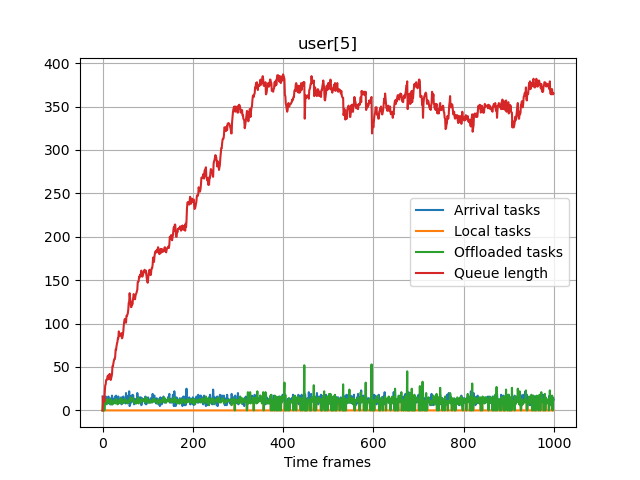 user[5]
400
350
300
250
200
150
100
50
0
Arrival tasks
Local tasks
Offloaded tasks
Queue length
0 200 400 600 800 1000
Time frames